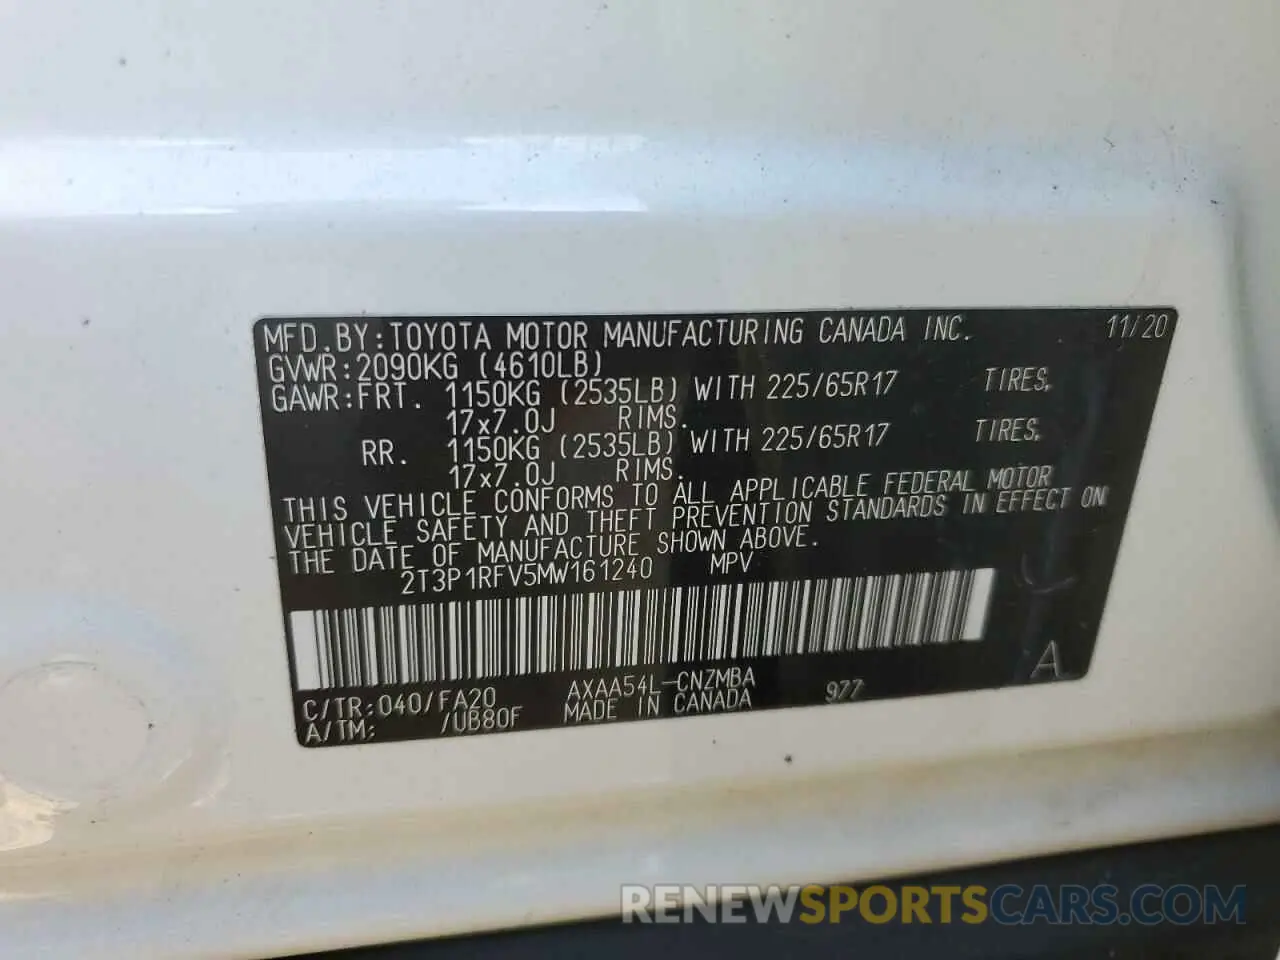 MFD.BY:TOYOTA MOTOR MANUFACTURING CANADA INC. 11/20
GVWR:2090KG (4610LB)
GAWR:FRT. 1150KG (2535LB) WITH 225/65R17 TIRES,
17x7.0J RIMS.
RR. 1150KG (2535LB) WITH 225/65R17 TIRES,
17x7.0J RIMS.
THIS VEHICLE CONFORMS TO ALL APPLICABLE FEDERAL MOTOR
VEHICLE SAFETY AND THEFT PREVENTION STANDARDS IN EFFECT ON
THE DATE OF MANUFACTURE SHOWN ABOVE.
2T3P1RFV5MW161240 MPV
A
C/TR:040/FA20 AXAA54L-CNZMBA 977
A/TM: /UB80F MADE IN CANADA
RENEWSPORTSCARS.COM